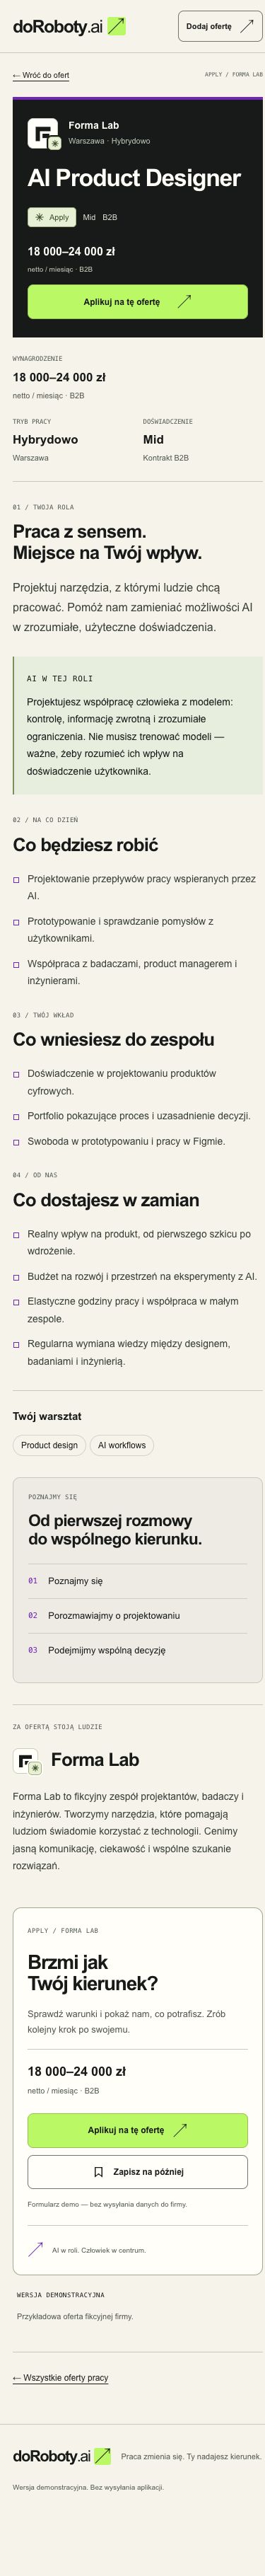 doRoboty.ai
Dodaj ofertę
← Wróć do ofert
APPLY / FORMA LAB
Forma Lab
Warszawa · Hybrydowo
AI Product Designer
Apply
Mid
B2B
18 000–24 000 zł
netto / miesiąc · B2B
Aplikuj na tę ofertę
WYNAGRODZENIE
18 000–24 000 zł
netto / miesiąc · B2B
TRYB PRACY
Hybrydowo
Warszawa
DOŚWIADCZENIE
Mid
Kontrakt B2B
01 / TWOJA ROLA
Praca z sensem.
Miejsce na Twój wpływ.
Projektuj narzędzia, z którymi ludzie chcą
pracować. Pomóż nam zamieniać możliwości AI
w zrozumiałe, użyteczne doświadczenia.
AI W TEJ ROLI
Projektujesz współpracę człowieka z modelem:
kontrolę, informację zwrotną i zrozumiałe
ograniczenia. Nie musisz trenować modeli —
ważne, żeby rozumieć ich wpływ na
doświadczenie użytkownika.
02 / NA CO DZIEŃ
Co będziesz robić
Projektowanie przepływów pracy wspieranych przez
AI.
Prototypowanie i sprawdzanie pomysłów z
użytkownikami.
Współpraca z badaczami, product managerem i
inżynierami.
03 / TWÓJ WKŁAD
Co wniesiesz do zespołu
Doświadczenie w projektowaniu produktów
cyfrowych.
Portfolio pokazujące proces i uzasadnienie decyzji.
Swoboda w prototypowaniu i pracy w Figmie.
04 / OD NAS
Co dostajesz w zamian
Realny wpływ na produkt, od pierwszego szkicu po
wdrożenie.
Budżet na rozwój i przestrzeń na eksperymenty z AI.
Elastyczne godziny pracy i współpraca w małym
zespole.
Regularna wymiana wiedzy między designem,
badaniami i inżynierią.
Twój warsztat
Product design
AI workflows
POZNAJMY SIĘ
Od pierwszej rozmowy
do wspólnego kierunku.
01 Poznajmy się
02 Porozmawiajmy o projektowaniu
03 Podejmijmy wspólną decyzję
ZA OFERTĄ STOJĄ LUDZIE
Forma Lab
Forma Lab to fikcyjny zespół projektantów, badaczy i
inżynierów. Tworzymy narzędzia, które pomagają
ludziom świadomie korzystać z technologii. Cenimy
jasną komunikację, ciekawość i wspólne szukanie
rozwiązań.
APPLY / FORMA LAB
Brzmi jak
Twój kierunek?
Sprawdź warunki i pokaż nam, co potrafisz. Zrób
kolejny krok po swojemu.
18 000–24 000 zł
netto / miesiąc · B2B
Aplikuj na tę ofertę
Zapisz na później
Formularz demo — bez wysyłania danych do firmy.
AI w roli. Człowiek w centrum.
WERSJA DEMONSTRACYJNA
Przykładowa oferta fikcyjnej firmy.
← Wszystkie oferty pracy
doRoboty.ai
Praca zmienia się. Ty nadajesz kierunek.
Wersja demonstracyjna. Bez wysyłania aplikacji.